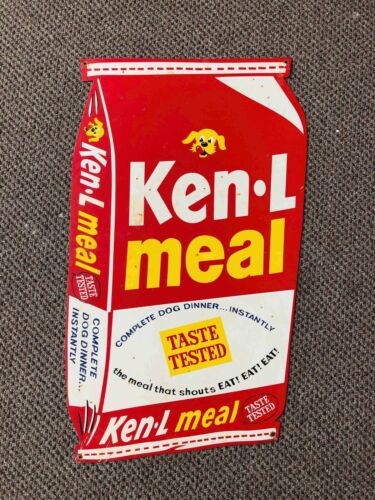 Ken·L
meal
COMPLETE DOG DINNER... INSTANTLY
TASTE
TESTED
the meal that shouts EAT! EAT! EAT!
Ken·L meal
TASTE
TESTED
Ken·L meal
TASTE
TESTED
COMPLETE
DOG DINNER...
INSTANTLY